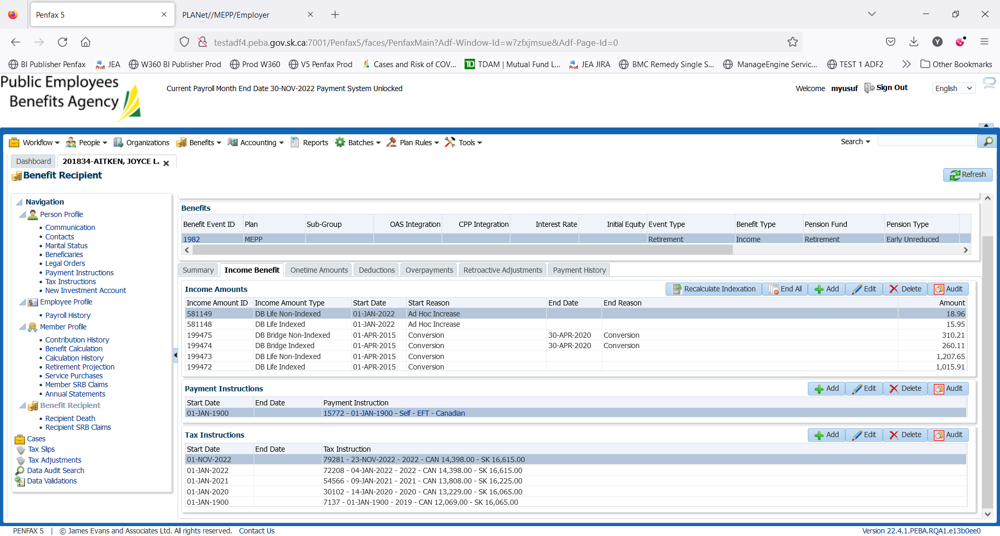 Penfax 5
PLANet//MEPP/Employer
testadf4.peba.gov.sk.ca:7001/Penfax5/faces/PenfaxMain?Adf-Window-Id=w7zfxjmsue&Adf-Page-Id=0
BI Publisher Penfax JEA W360 BI Publisher Prod Prod W360 V5 Penfax Prod Cases and Risk of COV... TDAM | Mutual Fund L... JEA JIRA BMC Remedy Single S... ManageEngine Servic... TEST 1 ADF2 Other Bookmarks
Public Employees
Benefits Agency
Current Payroll Month End Date 30-NOV-2022 Payment System Unlocked
Welcome myusuf Sign Out English
Workflow People Organizations Benefits Accounting Reports Batches Plan Rules Tools Search
Dashboard 201834-AITKEN, JOYCE L.
Benefit Recipient
Refresh
Navigation
Person Profile
Communication
Contacts
Marital Status
Beneficiaries
Legal Orders
Payment Instructions
Tax Instructions
New Investment Account
Employee Profile
Payroll History
Member Profile
Contribution History
Benefit Calculation
Calculation History
Retirement Projection
Service Purchases
Member SRB Claims
Annual Statements
Benefit Recipient
Recipient Death
Recipient SRB Claims
Cases
Tax Slips
Tax Adjustments
Data Audit Search
Data Validations
Benefits
Benefit Event ID Plan Sub-Group OAS Integration CPP Integration Interest Rate Initial Equity Event Type Benefit Type Pension Fund Pension Type
1982 MEPP Retirement Income Retirement Early Unreduced
Summary Income Benefit Onetime Amounts Deductions Overpayments Retroactive Adjustments Payment History
Income Amounts
Recalculate Indexation End All Add Edit Delete Audit
Income Amount ID Income Amount Type Start Date Start Reason End Date End Reason Amount
581149 DB Life Non-Indexed 01-JAN-2022 Ad Hoc Increase 18.96
581148 DB Life Indexed 01-JAN-2022 Ad Hoc Increase 15.95
199475 DB Bridge Non-Indexed 01-APR-2015 Conversion 30-APR-2020 Conversion 310.21
199474 DB Bridge Indexed 01-APR-2015 Conversion 30-APR-2020 Conversion 260.11
199473 DB Life Non-Indexed 01-APR-2015 Conversion 1,207.65
199472 DB Life Indexed 01-APR-2015 Conversion 1,015.91
Payment Instructions
Add Edit Delete Audit
Start Date End Date Payment Instruction
01-JAN-1900 15772 - 01-JAN-1900 - Self - EFT - Canadian
Tax Instructions
Add Edit Delete Audit
Start Date End Date Tax Instruction
01-NOV-2022 79281 - 23-NOV-2022 - 2022 - CAN 14,398.00 - SK 16,615.00
01-JAN-2022 72208 - 04-JAN-2022 - 2022 - CAN 14,398.00 - SK 16,615.00
01-JAN-2021 54566 - 09-JAN-2021 - 2021 - CAN 13,808.00 - SK 16,225.00
01-JAN-2020 30102 - 14-JAN-2020 - 2020 - CAN 13,229.00 - SK 16,065.00
01-JAN-1900 7137 - 01-JAN-1900 - 2019 - CAN 12,069.00 - SK 16,065.00
PENFAX 5 | © James Evans and Associates Ltd. All rights reserved. Contact Us
Version 22.4.1.PEBA.RQA1.e13b0ee0